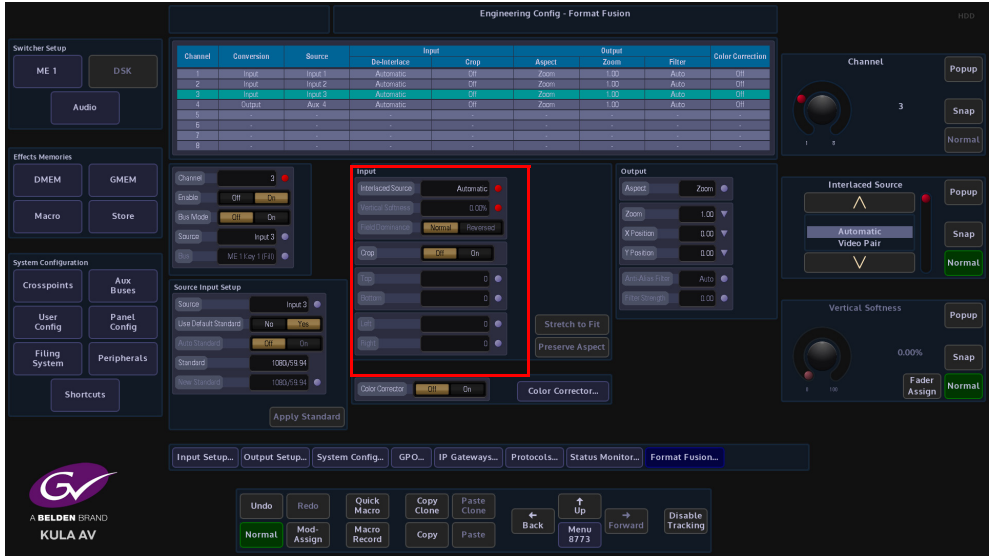 Engineering Config - Format Fusion
HDD
Switcher Setup
ME 1
DSK
Audio
Effects Memories
DMEM
GMEM
Macro
Store
System Configuration
Crosspoints
Aux Buses
User Config
Panel Config
Filing System
Peripherals
Shortcuts
Channel Conversion Source Input Output Color Correction
De-Interlace Crop Aspect Zoom Filter
1 Input Input 1 Automatic Off Zoom 1.00 Auto Off
2 Input Input 2 Automatic Off Zoom 1.00 Auto Off
3 Input Input 3 Automatic Off Zoom 1.00 Auto Off
4 Output Aux 4 Automatic Off Zoom 1.00 Auto Off
5 - - - - - - - -
6 - - - - - - - -
7 - - - - - - - -
8 - - - - - - - -
Channel 3
Enable Off On
Bus Mode Off On
Source Input 3
Box ME 1 Key 1 (Fill)
Source Input Setup
Source Input 3
Use Default Standard No Yes
Auto Standard Off On
Standard 1080i/59.94
New Standard 1080i/59.94
Apply Standard
Input
Interlaced Source Automatic
Vertical Softness 0.00%
Field Dominance Normal Reversed
Crop Off On
Top 0
Bottom 0
Left 0
Right 0
Color Corrector Off On
Color Corrector...
Stretch to Fit
Preserve Aspect
Output
Aspect Zoom
Zoom 1.00
X Position 0.00
Y Position 0.00
Anti-Alias Filter Auto
Filter Strength 0.00
Channel
3
1 8
Popup
Snap
Normal
Interlaced Source
Automatic
Video Pair
Popup
Snap
Normal
Vertical Softness
0.00%
0 100
Popup
Snap
Fader Assign
Normal
Input Setup... Output Setup... System Config... GPO... IP Gateways... Protocols... Status Monitor... Format Fusion...
GV
A BELDEN BRAND
KULA AV
Undo
Redo
Quick Macro
Copy Clone
Paste Clone
Normal
Mod-Assign
Macro Record
Copy
Paste
Back
Up
Menu 8773
Forward
Disable Tracking